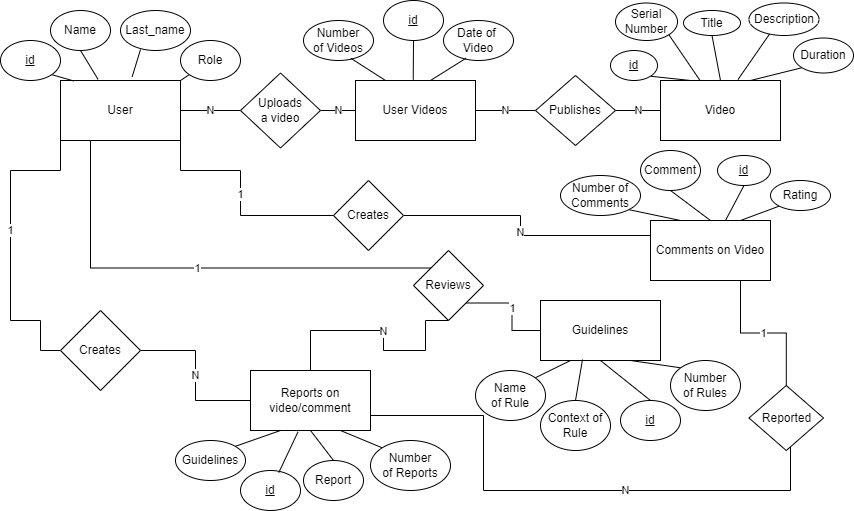 id
Name
Last_name
Role
User
N
Uploads
a video
N
Number
of Videos
id
Date of
Video
User Videos
N
Publishes
N
Serial
Number
Title
Description
id
Duration
Video
1
Creates
N
Number of
Comments
Comment
id
Rating
Comments on Video
1
1
Reviews
1
N
Guidelines
Name
of Rule
Context of
Rule
id
Number
of Rules
1
Reported
Creates
N
Reports on
video/comment
Guidelines
id
Report
Number
of Reports
N